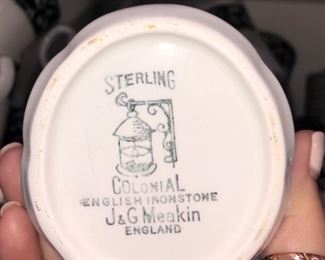 STERLING
COLONIAL
ENGLISH IRONSTONE
J&G Meakin
ENGLAND